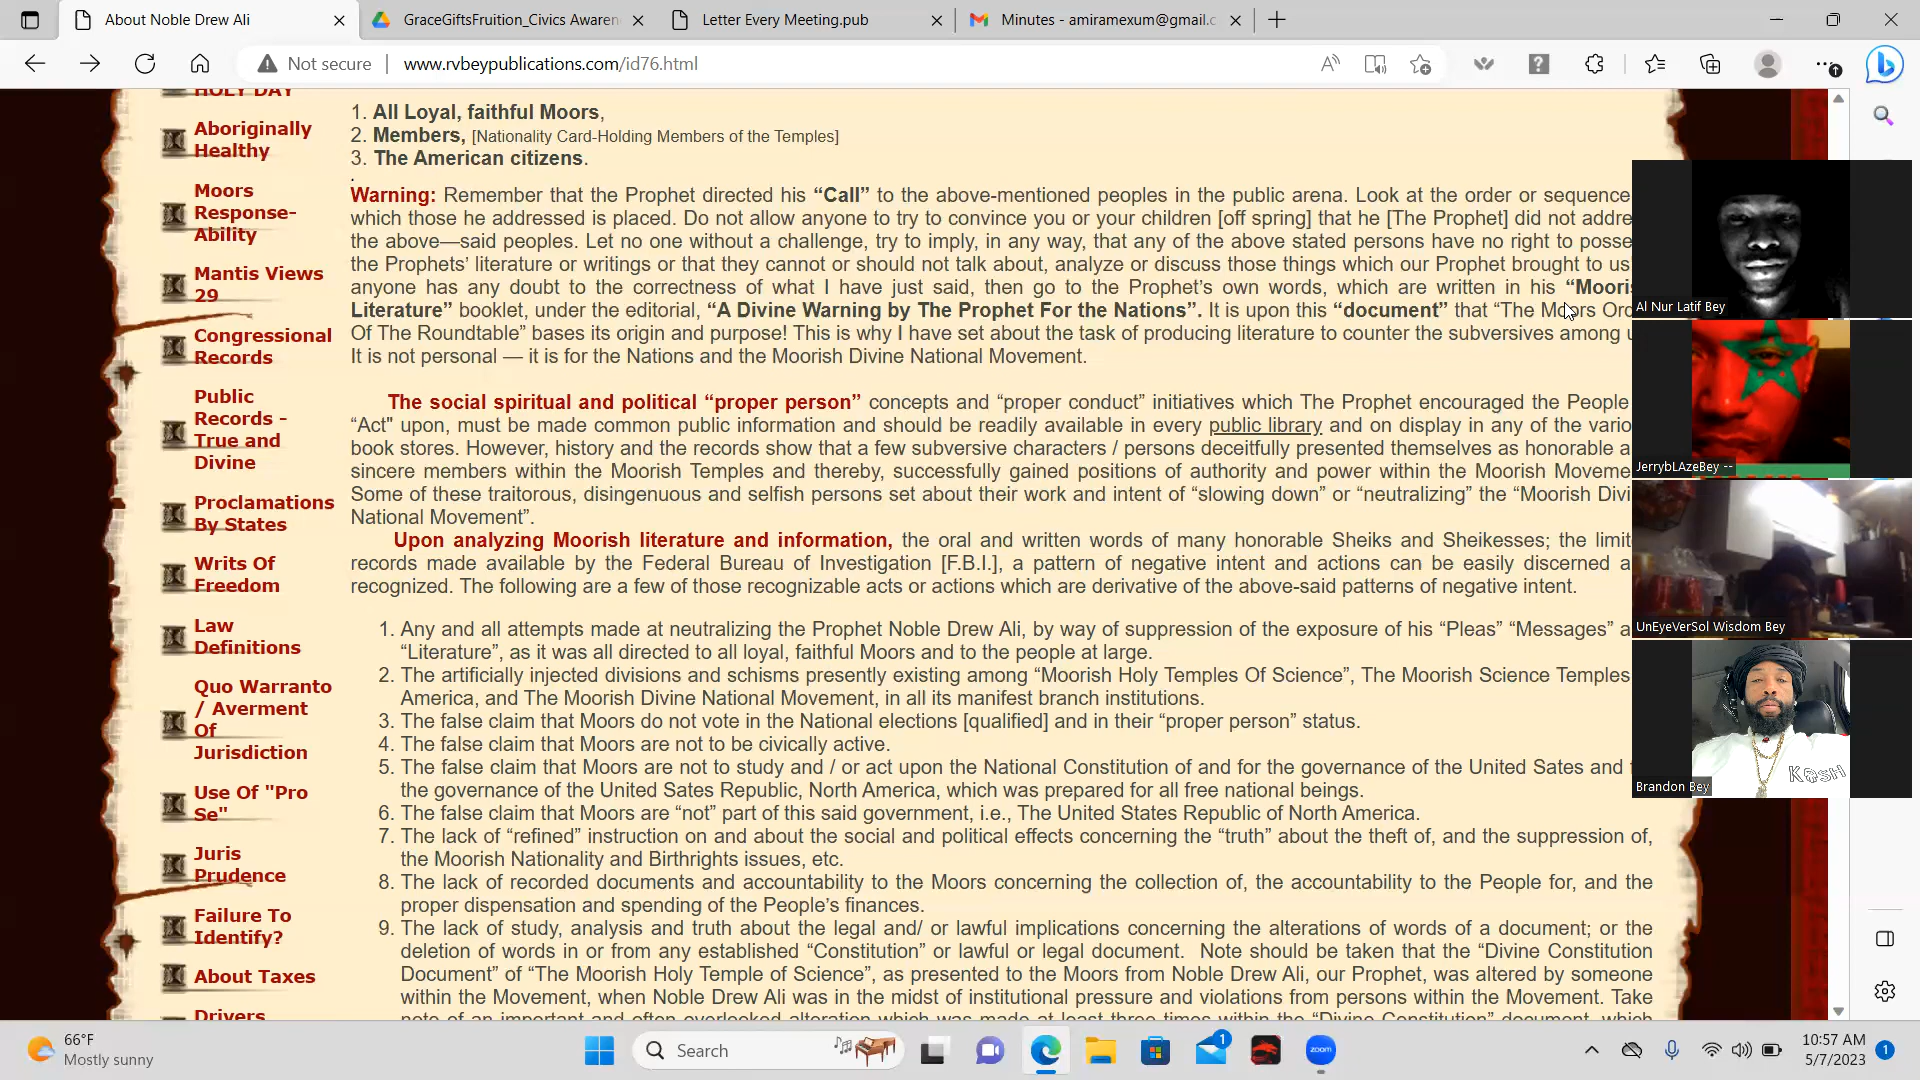 About Noble Drew Ali
GraceGiftsFruition_Civics Awaren
Letter Every Meeting.pub
Minutes - amiramexum@gmail.c
Not secure
www.rvbeypublications.com/id76.html
HOLY DAY
Aboriginally
Healthy
Moors
Response-
Ability
Mantis Views
29
Congressional
Records
Public
Records -
True and
Divine
Proclamations
By States
Writs Of
Freedom
Law
Definitions
Quo Warranto
/ Averment
Of
Jurisdiction
Use Of "Pro
Se"
Juris
Prudence
Failure To
Identify?
About Taxes
Drivers
1. All Loyal, faithful Moors,
2. Members, [Nationality Card-Holding Members of the Temples]
3. The American citizens.
.
Warning: Remember that the Prophet directed his “Call” to the above-mentioned peoples in the public arena. Look at the order or sequence
which those he addressed is placed. Do not allow anyone to try to convince you or your children [off spring] that he [The Prophet] did not addre
the above—said peoples. Let no one without a challenge, try to imply, in any way, that any of the above stated persons have no right to posse
the Prophets’ literature or writings or that they cannot or should not talk about, analyze or discuss those things which our Prophet brought to us
anyone has any doubt to the correctness of what I have just said, then go to the Prophet’s own words, which are written in his “Mooris
Literature” booklet, under the editorial, “A Divine Warning by The Prophet For the Nations”. It is upon this “document” that “The Moors Ord
Of The Roundtable” bases its origin and purpose! This is why I have set about the task of producing literature to counter the subversives among u
It is not personal — it is for the Nations and the Moorish Divine National Movement.
The social spiritual and political “proper person” concepts and “proper conduct” initiatives which The Prophet encouraged the People
“Act" upon, must be made common public information and should be readily available in every public library and on display in any of the vario
book stores. However, history and the records show that a few subversive characters / persons deceitfully presented themselves as honorable a
sincere members within the Moorish Temples and thereby, successfully gained positions of authority and power within the Moorish Moveme
Some of these traitorous, disingenuous and selfish persons set about their work and intent of “slowing down” or “neutralizing” the “Moorish Divi
National Movement”.
Upon analyzing Moorish literature and information, the oral and written words of many honorable Sheiks and Sheikesses; the limit
records made available by the Federal Bureau of Investigation [F.B.I.], a pattern of negative intent and actions can be easily discerned a
recognized. The following are a few of those recognizable acts or actions which are derivative of the above-said patterns of negative intent.
1. Any and all attempts made at neutralizing the Prophet Noble Drew Ali, by way of suppression of the exposure of his “Pleas” “Messages” a
“Literature”, as it was all directed to all loyal, faithful Moors and to the people at large.
2. The artificially injected divisions and schisms presently existing among “Moorish Holy Temples Of Science”, The Moorish Science Temples
America, and The Moorish Divine National Movement, in all its manifest branch institutions.
3. The false claim that Moors do not vote in the National elections [qualified] and in their “proper person” status.
4. The false claim that Moors are not to be civically active.
5. The false claim that Moors are not to study and / or act upon the National Constitution of and for the governance of the United Sates and
the governance of the United Sates Republic, North America, which was prepared for all free national beings.
6. The false claim that Moors are “not” part of this said government, i.e., The United States Republic of North America.
7. The lack of “refined” instruction on and about the social and political effects concerning the “truth” about the theft of, and the suppression of,
the Moorish Nationality and Birthrights issues, etc.
8. The lack of recorded documents and accountability to the Moors concerning the collection of, the accountability to the People for, and the
proper dispensation and spending of the People’s finances.
9. The lack of study, analysis and truth about the legal and/ or lawful implications concerning the alterations of words of a document; or the
deletion of words in or from any established “Constitution” or lawful or legal document. Note should be taken that the “Divine Constitution
Document” of “The Moorish Holy Temple of Science”, as presented to the Moors from Noble Drew Ali, our Prophet, was altered by someone
within the Movement, when Noble Drew Ali was in the midst of institutional pressure and violations from persons within the Movement. Take
note of an important and often overlooked alteration which was made at least three times within the “Divine Constitution” document, which
Al Nur Latif Bey
JerrybLAzeBey --
UnEyeVerSol Wisdom Bey
KOSH
Brandon Bey
66°F
Mostly sunny
Search
1
zoom
10:57 AM
5/7/2023
1